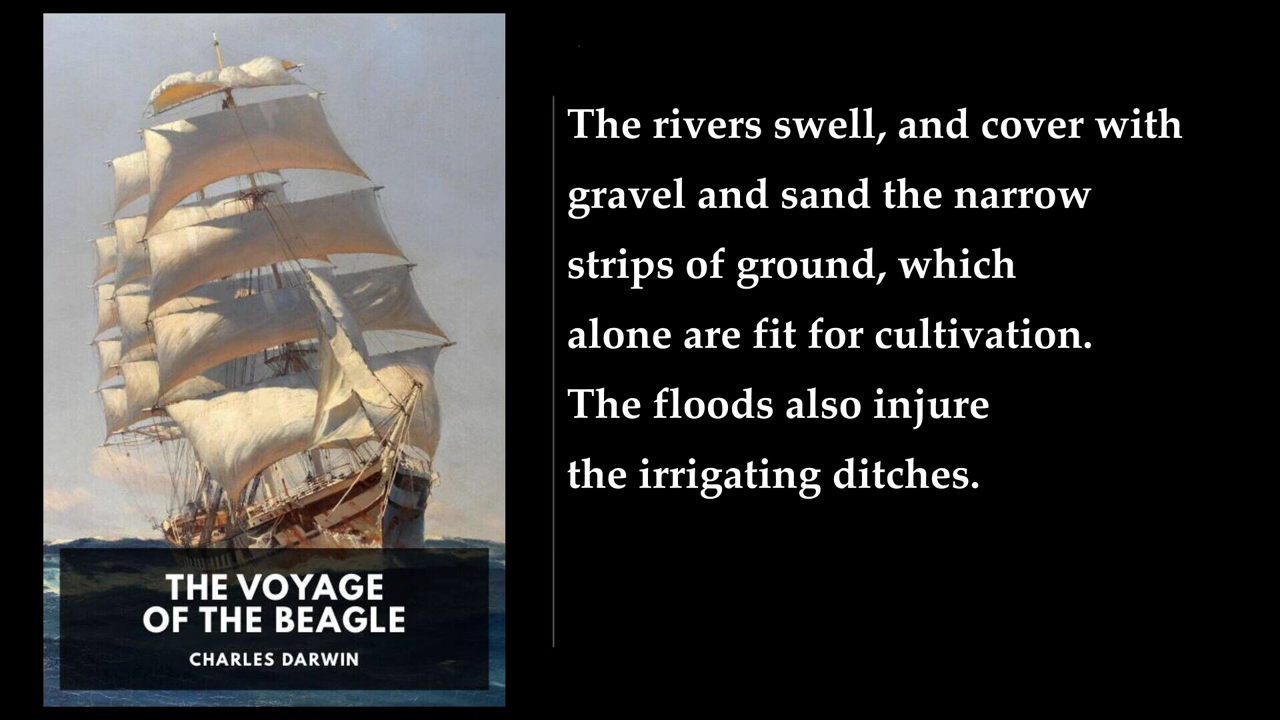 THE VOYAGE
OF THE BEAGLE
CHARLES DARWIN
The rivers swell, and cover with
gravel and sand the narrow
strips of ground, which
alone are fit for cultivation.
The floods also injure
the irrigating ditches.